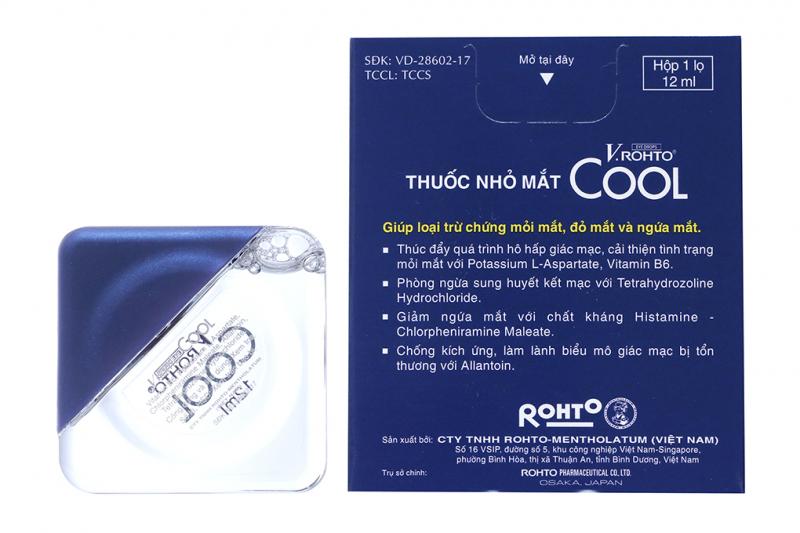 SĐK: VD-28602-17
TCCL: TCCS
Mở tại đây
Hộp 1 lọ
12 ml
EYE DROPS
V.ROHTO®
THUỐC NHỎ MẮT COOL
Giúp loại trừ chứng mỏi mắt, đỏ mắt và ngứa mắt.
Thúc đẩy quá trình hô hấp giác mạc, cải thiện tình trạng
mỏi mắt với Potassium L-Aspartate, Vitamin B6.
Phòng ngừa sung huyết kết mạc với Tetrahydrozoline
Hydrochloride.
Giảm ngứa mắt với chất kháng Histamine -
Chlorpheniramine Maleate.
Chống kích ứng, làm lành biểu mô giác mạc bị tổn
thương với Allantoin.
ROHTO
Sản xuất bởi: CTY TNHH ROHTO-MENTHOLATUM (VIỆT NAM)
Số 16 VSIP, đường số 5, khu công nghiệp Việt Nam-Singapore,
phường Bình Hòa, thị xã Thuận An, tỉnh Bình Dương, Việt Nam
Trụ sở chính: ROHTO PHARMACEUTICAL CO., LTD.
OSAKA, JAPAN
V.ROHTO
COOL
12ml
CTY TNHH ROHTO-MENTHOLATUM